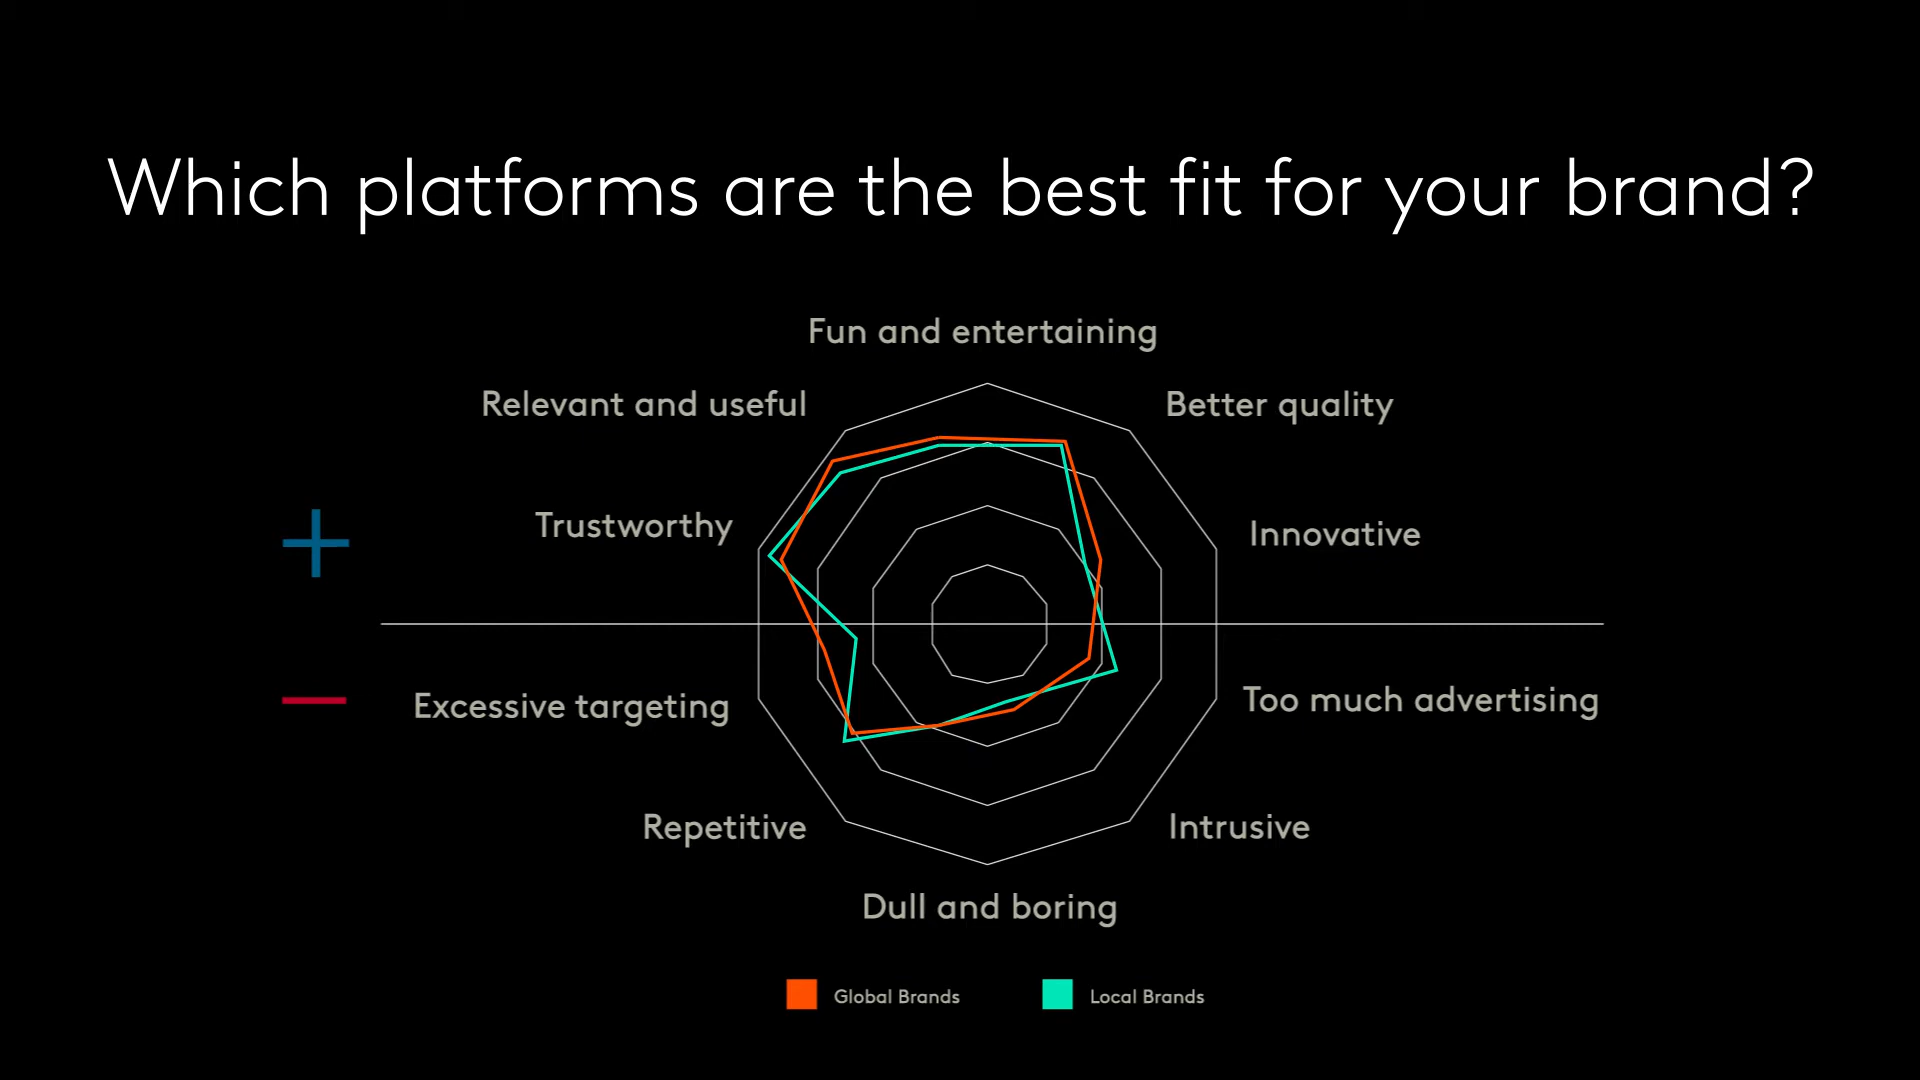 Which platforms are the best fit for your brand?
Fun and entertaining
Relevant and useful
Better quality
Trustworthy
Innovative
Excessive targeting
Too much advertising
Repetitive
Intrusive
Dull and boring
Global Brands
Local Brands